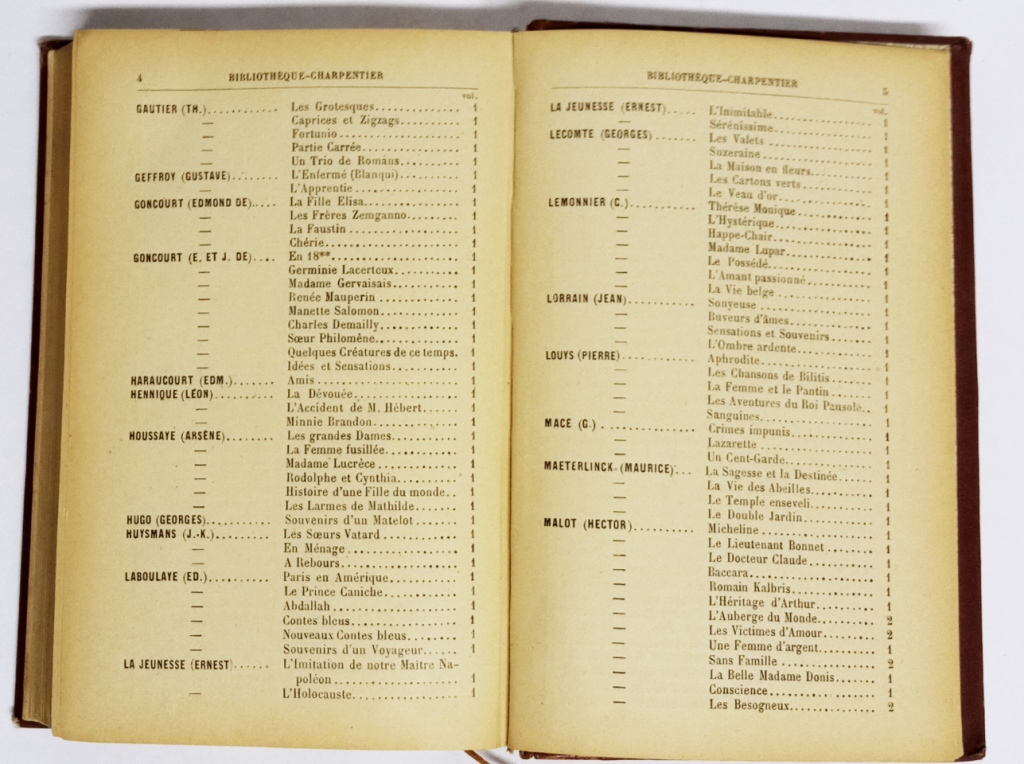 4 BIBLIOTHÈQUE-CHARPENTIER
vol.
GAUTIER (TH.)........... Les Grotesques.............. 1
— Caprices et Zigzags.......... 1
— Fortunio.................... 1
— Partie Carrée................ 1
— Un Trio de Romans........... 1
GEFFROY (GUSTAVE)........ L'Enfermé (Blanqui).......... 1
— L'Apprentie.................. 1
GONCOURT (EDMOND DE)..... La Fille Elisa................ 1
— Les Frères Zemganno.......... 1
— La Faustin................... 1
— Chérie....................... 1
GONCOURT (E. ET J. DE).... En 18**...................... 1
— Germinie Lacerteux........... 1
— Madame Gervaisais............ 1
— Renée Mauperin............... 1
— Manette Salomon.............. 1
— Charles Demailly............. 1
— Sœur Philomène............... 1
— Quelques Créatures de ce temps. 1
— Idées et Sensations.......... 1
HARAUCOURT (EDM.)....... Amis......................... 1
HENNIQUE (LÉON).......... La Dévouée................... 1
— L'Accident de M. Hébert...... 1
— Minnie Brandon............... 1
HOUSSAYE (ARSÈNE)........ Les grandes Dames............ 1
— La Femme fusillée............ 1
— Madame Lucrèce............... 1
— Rodolphe et Cynthia.......... 1
— Histoire d'une Fille du monde.. 1
— Les Larmes de Mathilde....... 1
HUGO (GEORGES).......... Souvenirs d'un Matelot....... 1
HUYSMANS (J.-K.)......... Les Sœurs Vatard............. 1
— En Ménage.................... 1
— A Rebours.................... 1
LABOULAYE (ED.).......... Paris en Amérique............ 1
— Le Prince Caniche............ 1
— Abdallah..................... 1
— Contes bleus................. 1
— Nouveaux Contes bleus........ 1
— Souvenirs d'un Voyageur...... 1
LA JEUNESSE (ERNEST)...... L'Imitation de notre Maître Na-
poléon....................... 1
— L'Holocauste................. 1
BIBLIOTHÈQUE-CHARPENTIER 5
vol.
LA JEUNESSE (ERNEST)..... L'Inimitable................. 1
— Sérénissime.................. 1
LECOMTE (GEORGES)....... Les Valets................... 1
— Suzeraine.................... 1
— La Maison en fleurs.......... 1
— Les Cartons verts............ 1
— Le Veau d'or................. 1
LEMONNIER (C.)........... Thérèse Monique.............. 1
— L'Hystérique................. 1
— Happe-Chair.................. 1
— Madame Lupar................. 1
— Le Possédé................... 1
— L'Amant passionné............ 1
— La Vie belge................. 1
LORRAIN (JEAN)........... Sonyeuse..................... 1
— Buveurs d'âmes............... 1
— Sensations et Souvenirs...... 1
— L'Ombre ardente.............. 1
LOUYS (PIERRE)........... Aphrodite.................... 1
— Les Chansons de Bilitis...... 1
— La Femme et le Pantin........ 1
— Les Aventures du Roi Pausole.. 1
— Sanguines.................... 1
MACE (G.)................ Crimes impunis............... 1
— Lazarette.................... 1
— Un Cent-Garde................ 1
MAETERLINCK (MAURICE)... La Sagesse et la Destinée.... 1
— La Vie des Abeilles.......... 1
— Le Temple enseveli........... 1
— Le Double Jardin............. 1
MALOT (HECTOR).......... Micheline.................... 1
— Le Lieutenant Bonnet......... 1
— Le Docteur Claude............ 1
— Baccara...................... 1
— Romain Kalbris............... 1
— L'Héritage d'Arthur.......... 1
— L'Auberge du Monde........... 2
— Les Victimes d'Amour......... 2
— Une Femme d'argent........... 1
— Sans Famille................. 2
— La Belle Madame Donis........ 1
— Conscience................... 1
— Les Besogneux................ 2